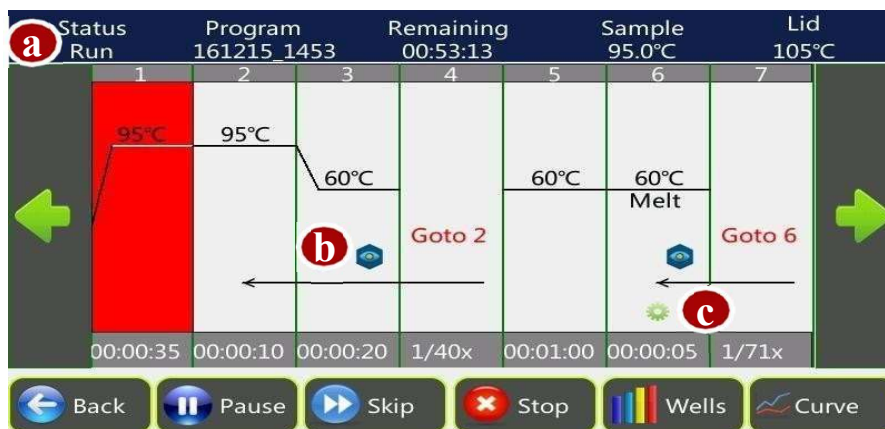 a
Status Program Remaining Sample Lid
Run 161215_1453 00:53:13 95.0℃ 105℃
1 2 3 4 5 6 7
95℃ 95℃
60℃ 60℃ 60℃
Melt
b Goto 2 Goto 6
c
00:00:35 00:00:10 00:00:20 1/40x 00:01:00 00:00:05 1/71x
Back Pause Skip Stop Wells Curve